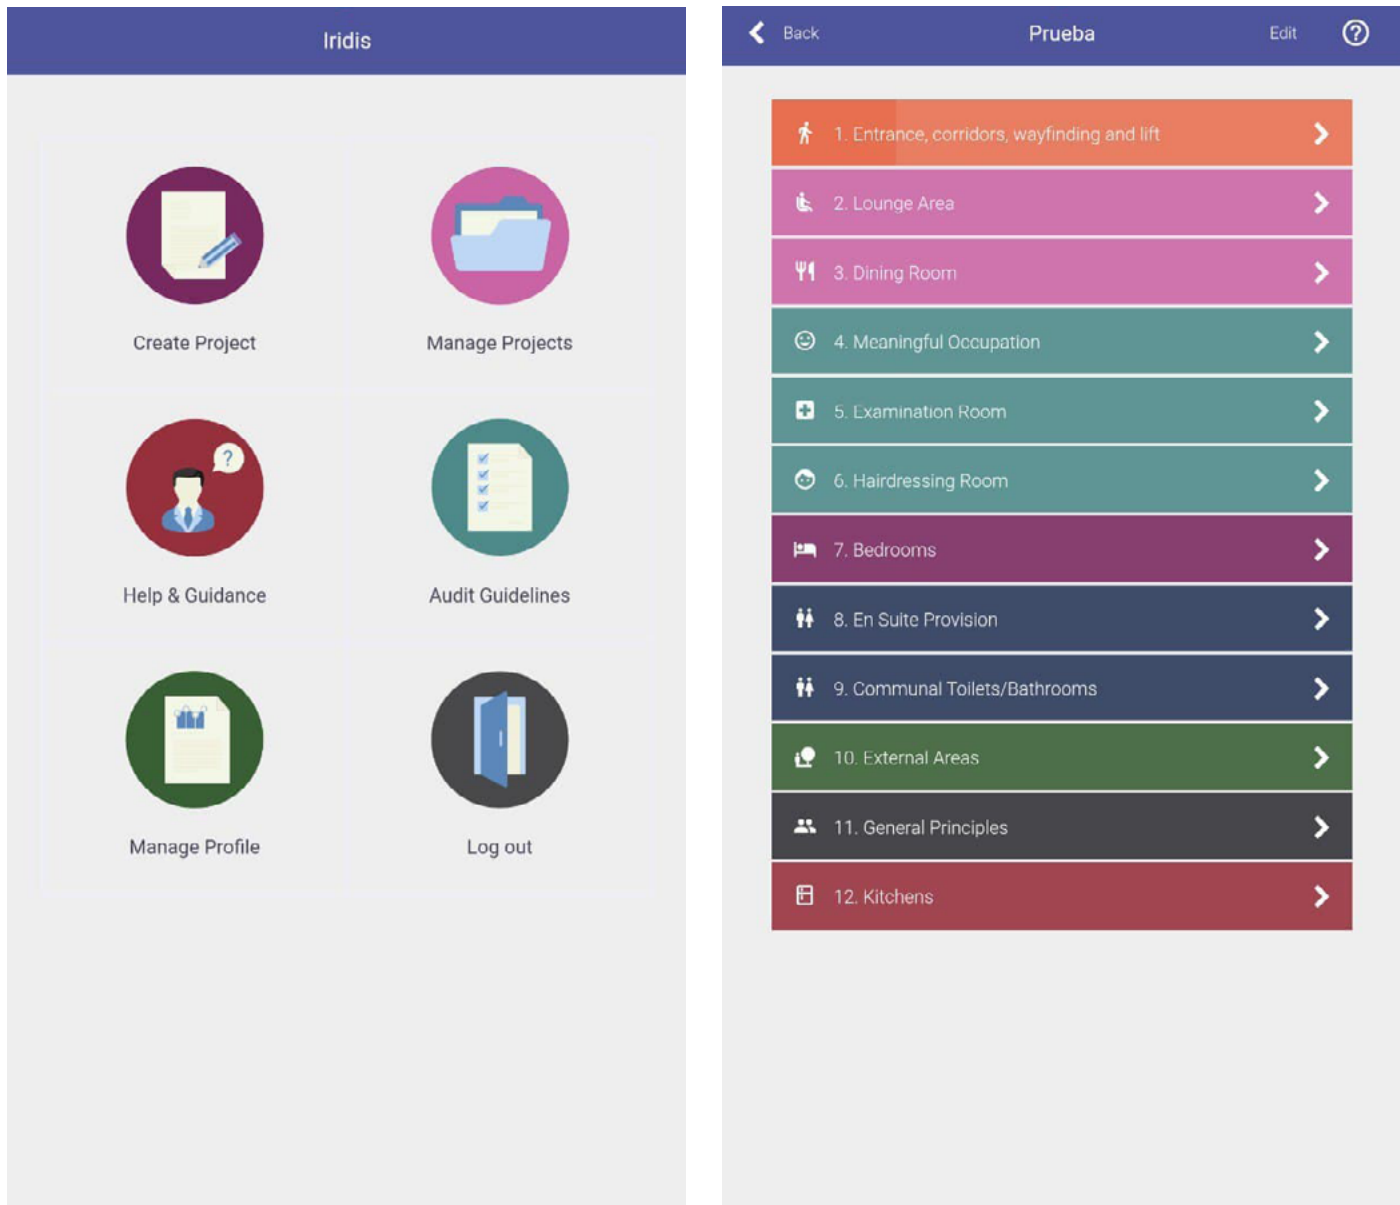 Iridis
Create Project
Manage Projects
?
Help & Guidance
Audit Guidelines
Manage Profile
Log out
Back
Prueba
Edit
?
1. Entrance, corridors, wayfinding and lift
2. Lounge Area
3. Dining Room
4. Meaningful Occupation
5. Examination Room
6. Hairdressing Room
7. Bedrooms
8. En Suite Provision
9. Communal Toilets/Bathrooms
10. External Areas
11. General Principles
12. Kitchens